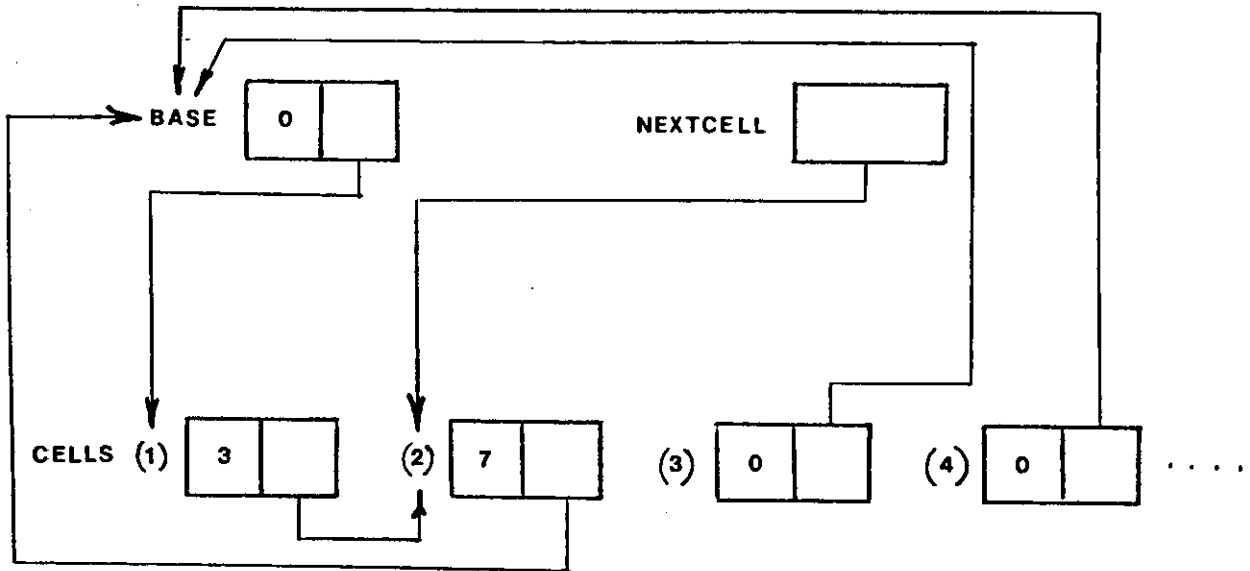 BASE 0 NEXTCELL
CELLS (1) 3 (2) 7 (3) 0 (4) 0 . . . .